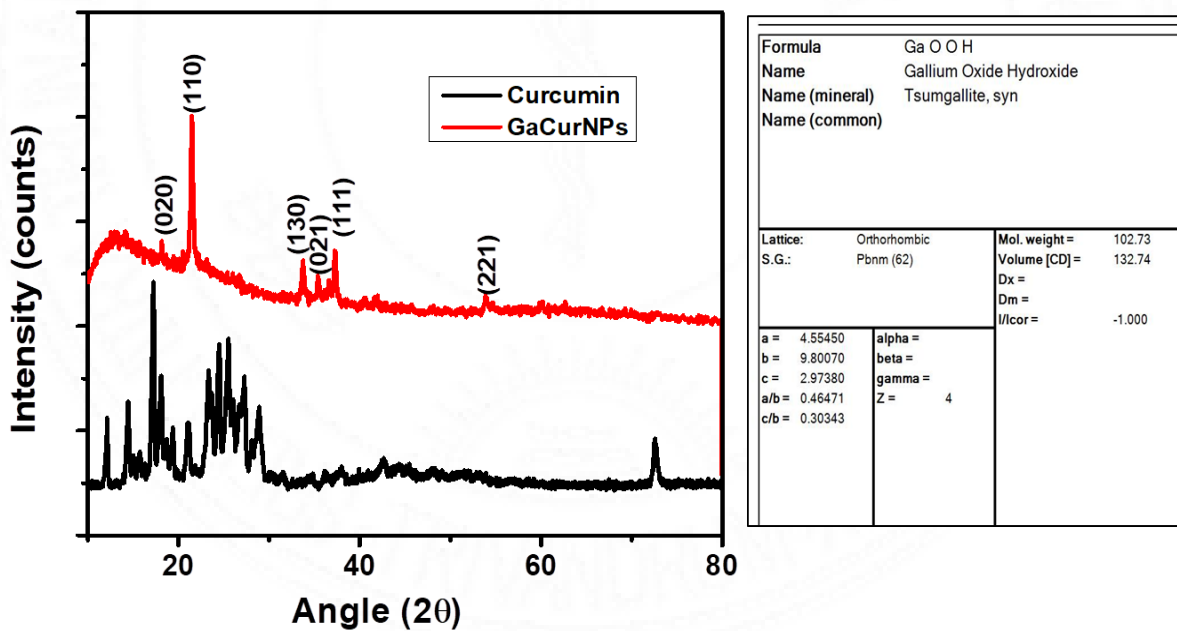 Intensity (counts)
(020)
(110)
(130)
(021)
(111)
(221)
Curcumin
GaCurNPs
20
40
60
80
Angle (2θ)
Formula Ga O O H
Name Gallium Oxide Hydroxide
Name (mineral) Tsumgallite, syn
Name (common)
Lattice: Orthorhombic
S.G.: Pbnm (62)
Mol. weight = 102.73
Volume [CD] = 132.74
Dx =
Dm =
I/Icor = -1.000
a = 4.55450
b = 9.80070
c = 2.97380
a/b = 0.46471
c/b = 0.30343
alpha =
beta =
gamma =
Z = 4